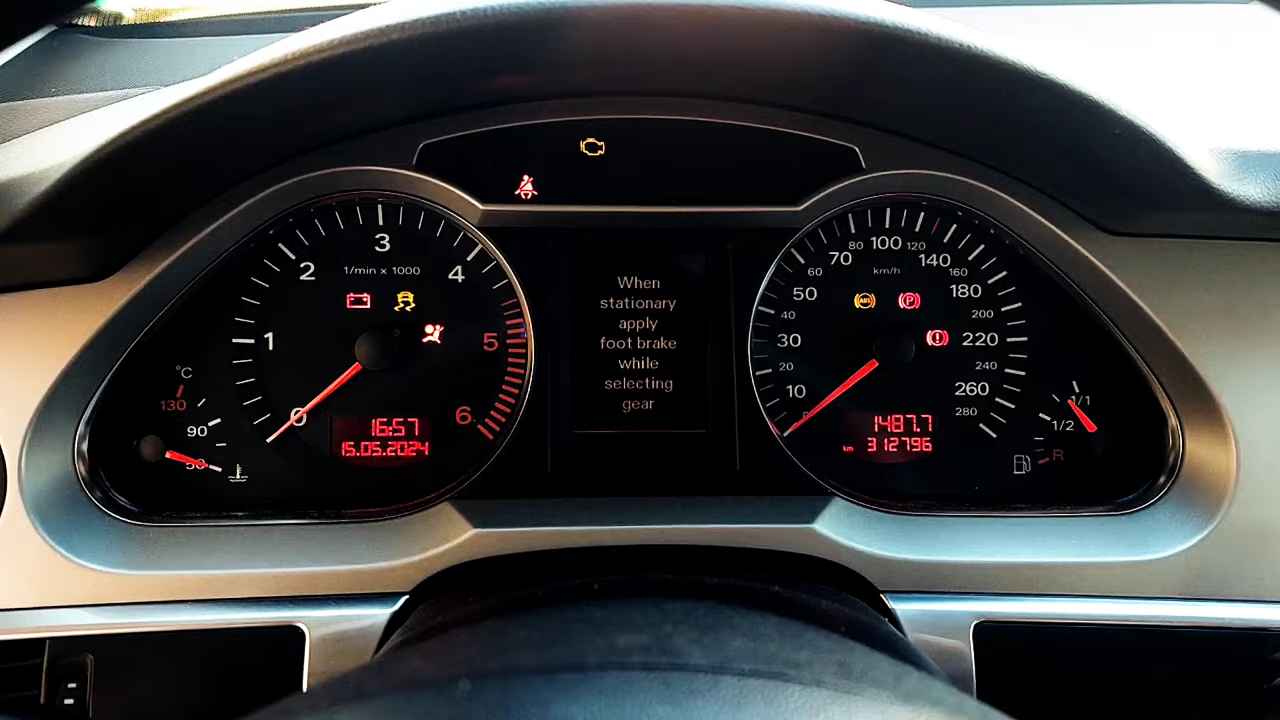 3
2
4
1/min x 1000
1
5
0
6
16:57
15.05.2024
°C
130
90
50
When
stationary
apply
foot brake
while
selecting
gear
80 100 120
70 140
km/h
60 160
50 ABS P 180
40 200
30 220
20 240
10 260
0 280
1487.7
km 312796
1/1
1/2
R